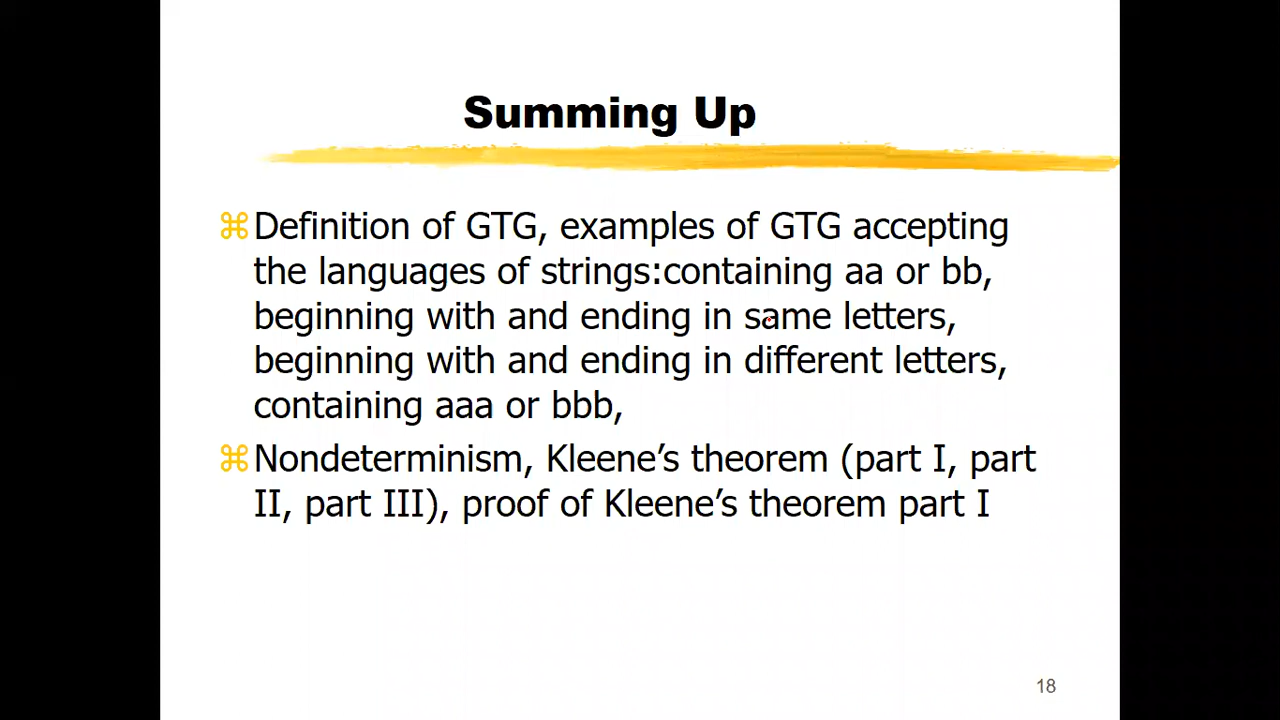 Summing Up
⌘Definition of GTG, examples of GTG accepting
the languages of strings:containing aa or bb,
beginning with and ending in same letters,
beginning with and ending in different letters,
containing aaa or bbb,
⌘Nondeterminism, Kleene’s theorem (part I, part
II, part III), proof of Kleene’s theorem part I
18